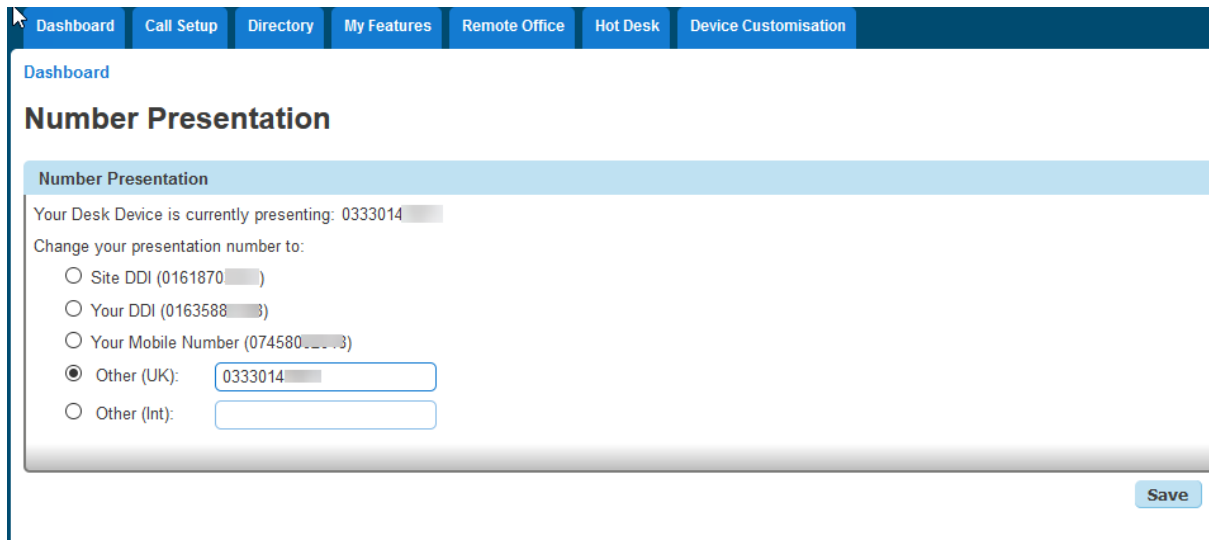 Dashboard Call Setup Directory My Features Remote Office Hot Desk Device Customisation
Dashboard
Number Presentation
Number Presentation
Your Desk Device is currently presenting: 0333014
Change your presentation number to:
Site DDI (0161870 )
Your DDI (0163588 )
Your Mobile Number (07458 )
Other (UK): 0333014
Other (Int):
Save